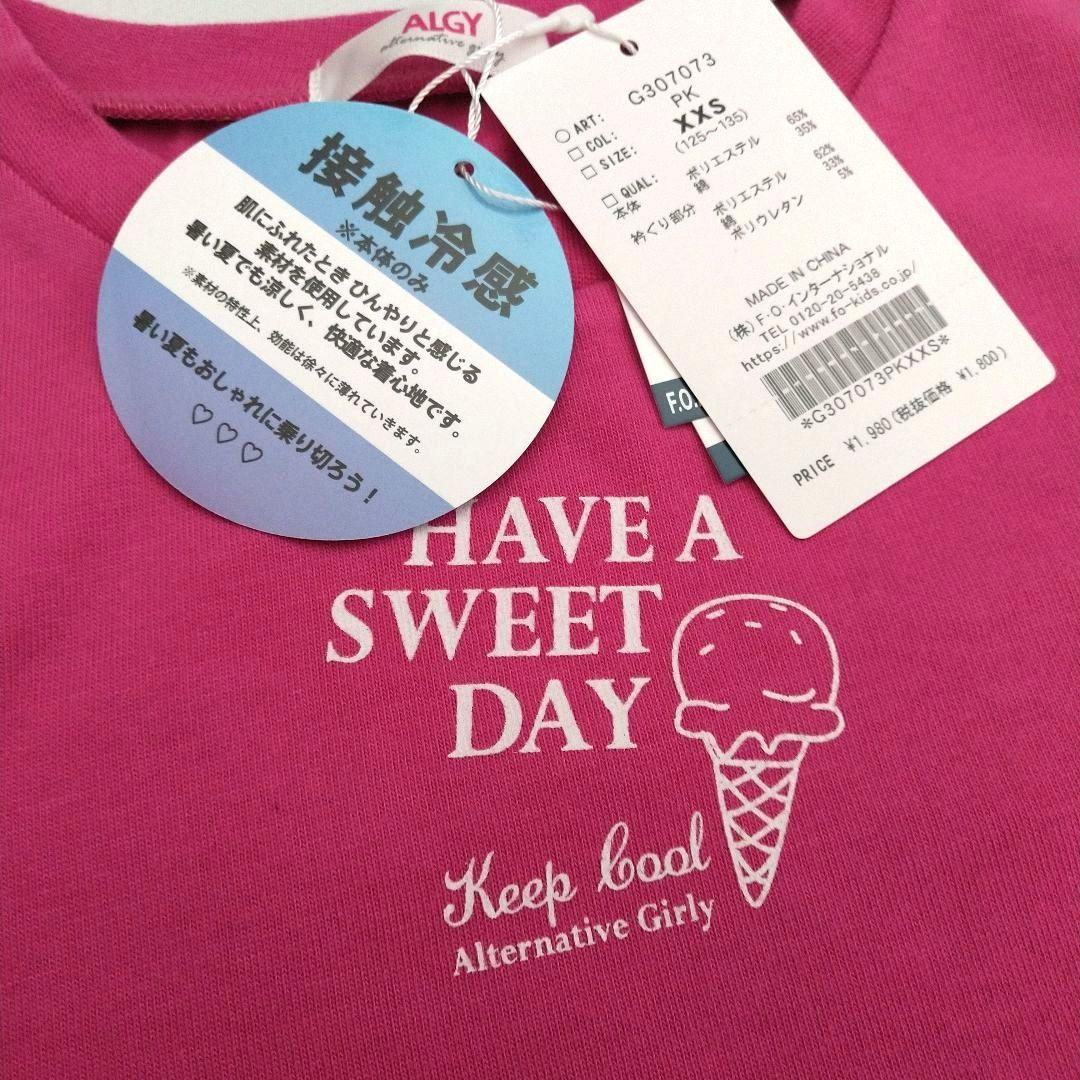 ALGY
alternative
接触冷感
※本体のみ
肌にふれたとき ひんやりと感じる
素材を使用しています。
暑い夏でも涼しく、快適な着心地です。
※素材の特性上、効能は徐々に薄れていきます。
暑い夏もおしゃれに乗り切ろう！
♡ ♡ ♡
ART: G307073
COL: PK
SIZE: XXS
(125～135)
QUAL:
本体 ポリエステル 65%
綿 35%
衿ぐり部分 ポリエステル 62%
綿 33%
ポリウレタン 5%
MADE IN CHINA
(株) F・O・インターナショナル
TEL 0120-20-5438
https://www.fo-kids.co.jp/
*G307073PKXXS*
PRICE ¥1,980(税抜価格 ¥1,800)
F.O.
HAVE A
SWEET
DAY
Keep Cool
Alternative Girly